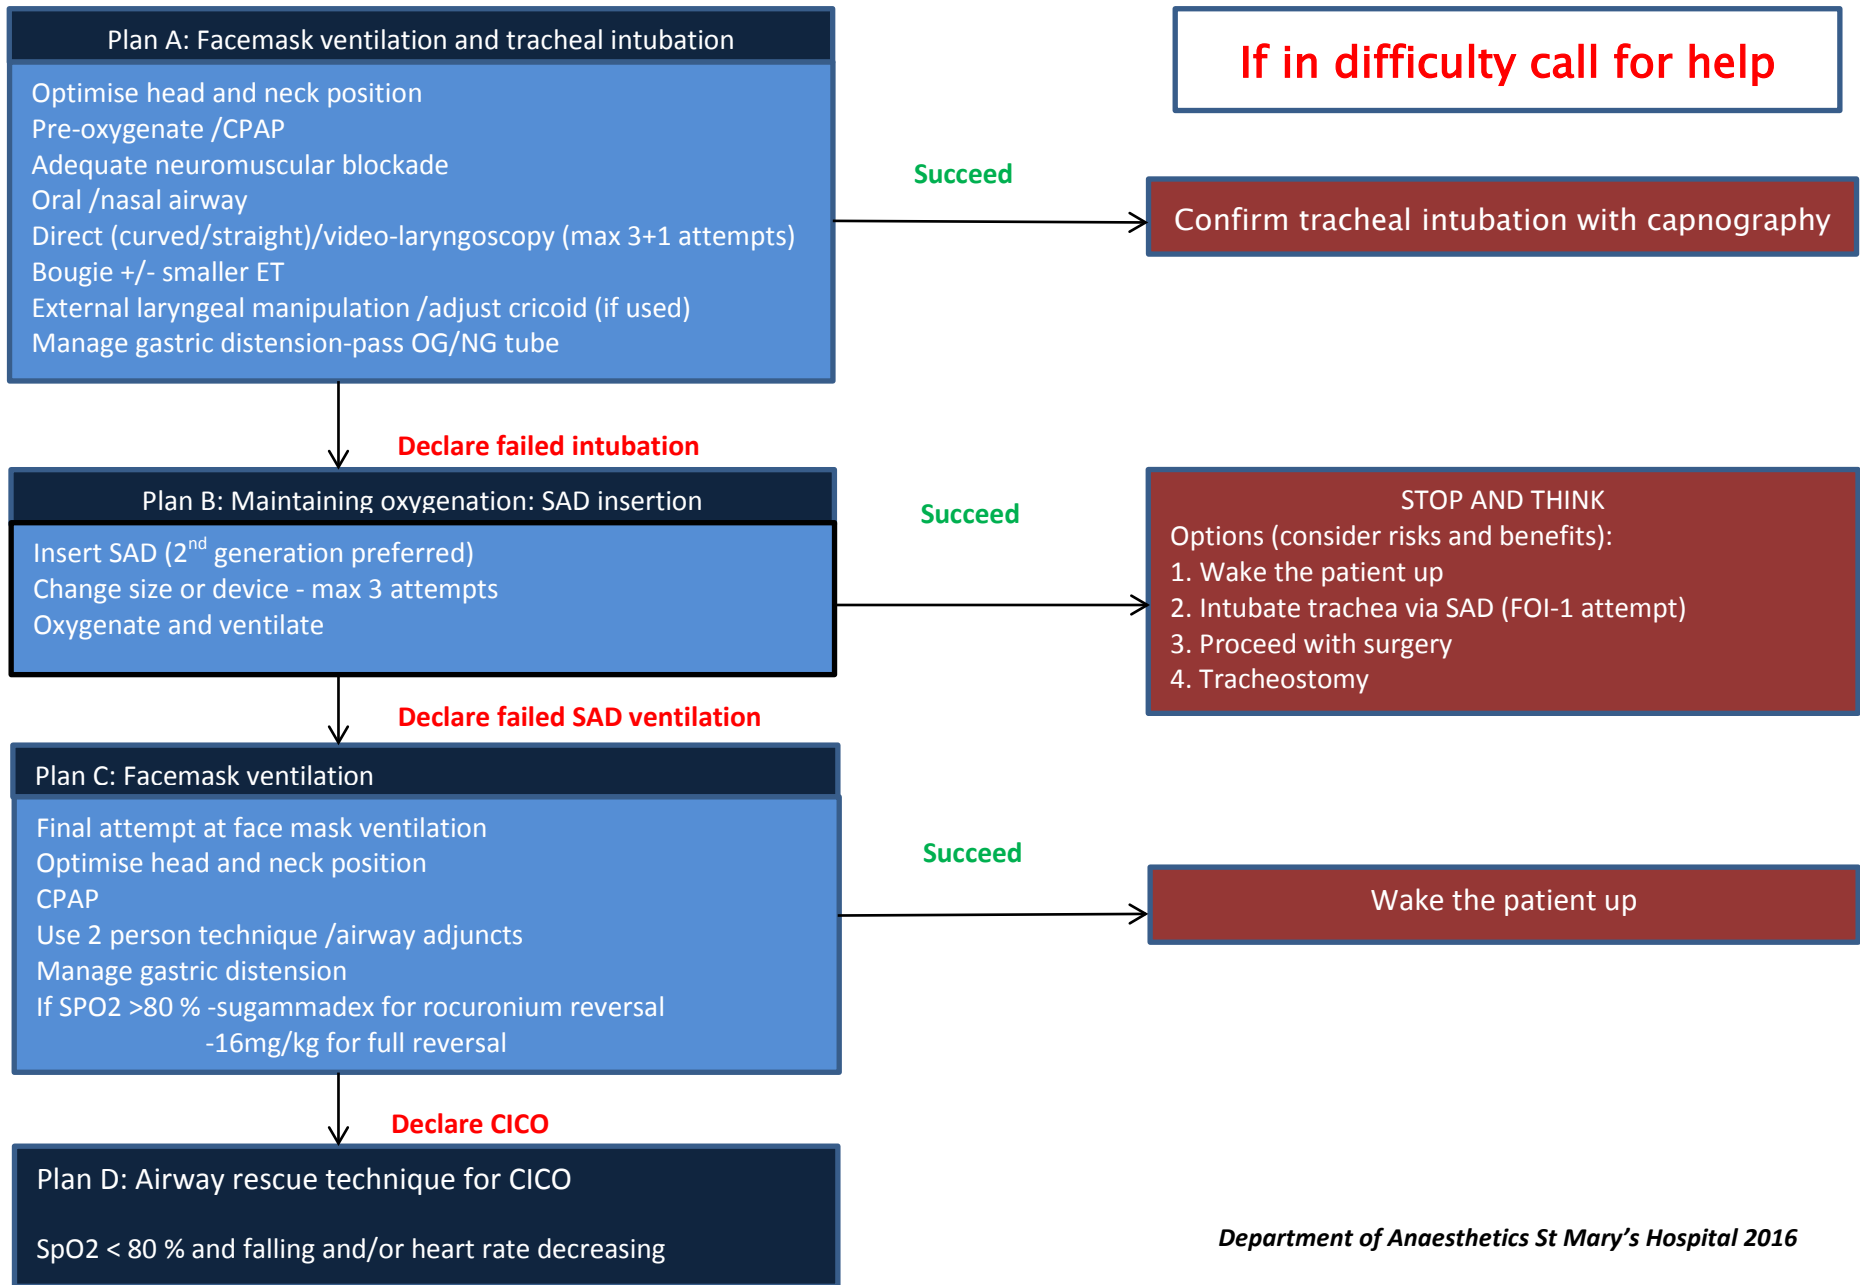 Plan A: Facemask ventilation and tracheal intubation
Optimise head and neck position
Pre-oxygenate /CPAP
Adequate neuromuscular blockade
Oral /nasal airway
Direct (curved/straight)/video-laryngoscopy (max 3+1 attempts)
Bougie +/- smaller ET
External laryngeal manipulation /adjust cricoid (if used)
Manage gastric distension-pass OG/NG tube
If in difficulty call for help
Succeed
Confirm tracheal intubation with capnography
Declare failed intubation
Plan B: Maintaining oxygenation: SAD insertion
Insert SAD (2nd generation preferred)
Change size or device - max 3 attempts
Oxygenate and ventilate
Succeed
STOP AND THINK
Options (consider risks and benefits):
1. Wake the patient up
2. Intubate trachea via SAD (FOI-1 attempt)
3. Proceed with surgery
4. Tracheostomy
Declare failed SAD ventilation
Plan C: Facemask ventilation
Final attempt at face mask ventilation
Optimise head and neck position
CPAP
Use 2 person technique /airway adjuncts
Manage gastric distension
If SPO2 >80 % -sugammadex for rocuronium reversal
-16mg/kg for full reversal
Succeed
Wake the patient up
Declare CICO
Plan D: Airway rescue technique for CICO
SpO2 < 80 % and falling and/or heart rate decreasing
Department of Anaesthetics St Mary's Hospital 2016